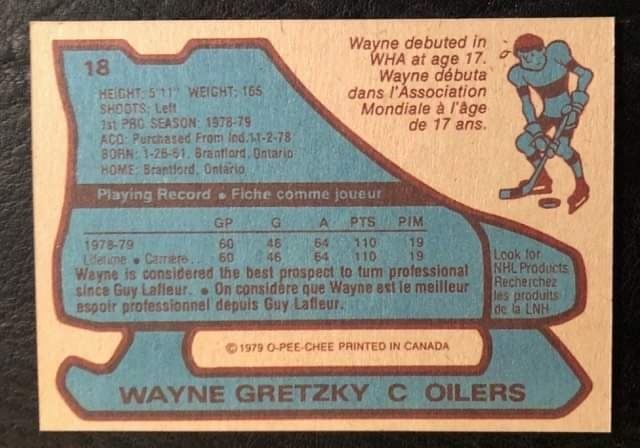 18
HEIGHT: 5'11" WEIGHT: 165
SHOOTS: Left
1st PRO SEASON: 1978-79
ACQ: Purchased From Ind. 11-2-78
BORN: 1-26-61, Brantford, Ontario
HOME: Brantford, Ontario
Wayne debuted in
WHA at age 17.
Wayne débuta
dans l'Association
Mondiale à l'âge
de 17 ans.
Playing Record • Fiche comme joueur
GP G A PTS PIM
1978-79 60 46 64 110 19
Lifetime • Carrière... 60 46 64 110 19
Wayne is considered the best prospect to turn professional
since Guy Lafleur. • On considére que Wayne est le meilleur
espoir professionnel depuis Guy Lafleur.
Look for
NHL Products
Recherchez
les produits
de la LNH
© 1979 O-PEE-CHEE PRINTED IN CANADA
WAYNE GRETZKY C OILERS